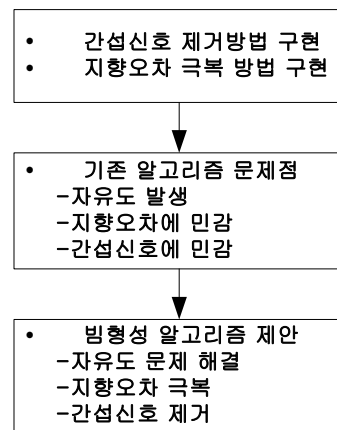 • 간섭신호 제거방법 구현
• 지향오차 극복 방법 구현
• 기존 알고리즘 문제점
-자유도 발생
-지향오차에 민감
-간섭신호에 민감
• 빔형성 알고리즘 제안
-자유도 문제 해결
-지향오차 극복
-간섭신호 제거